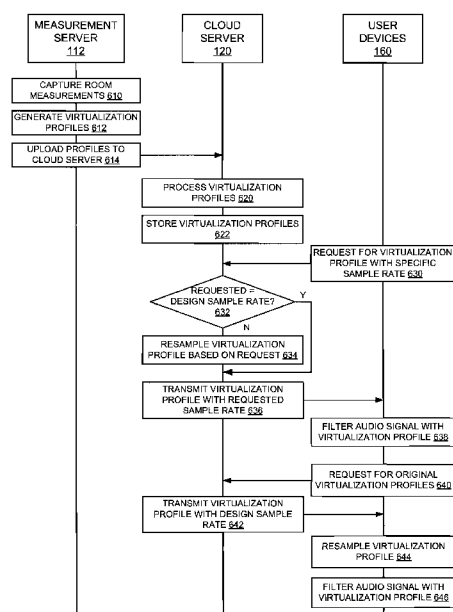 MEASUREMENT
SERVER
112
CLOUD
SERVER
120
USER
DEVICES
160
CAPTURE ROOM
MEASUREMENTS 610
GENERATE VIRTUALIZATION
PROFILES 612
UPLOAD PROFILES TO
CLOUD SERVER 614
PROCESS VIRTUALIZATION
PROFILES 620
STORE VIRTUALIZATION PROFILES
622
REQUEST FOR VIRTUALIZATION
PROFILE WITH SPECIFIC
SAMPLE RATE 630
REQUESTED =
DESIGN SAMPLE RATE?
632
Y
N
RESAMPLE VIRTUALIZATION
PROFILE BASED ON REQUEST 634
TRANSMIT VIRTUALIZATION
PROFILE WITH REQUESTED
SAMPLE RATE 636
FILTER AUDIO SIGNAL WITH
VIRTUALIZATION PROFILE 638
REQUEST FOR ORIGINAL
VIRTUALIZATION PROFILES 640
TRANSMIT VIRTUALIZATION
PROFILE WITH DESIGN SAMPLE
RATE 642
RESAMPLE VIRTUALIZATION
PROFILE 644
FILTER AUDIO SIGNAL WITH
VIRTUALIZATION PROFILE 646